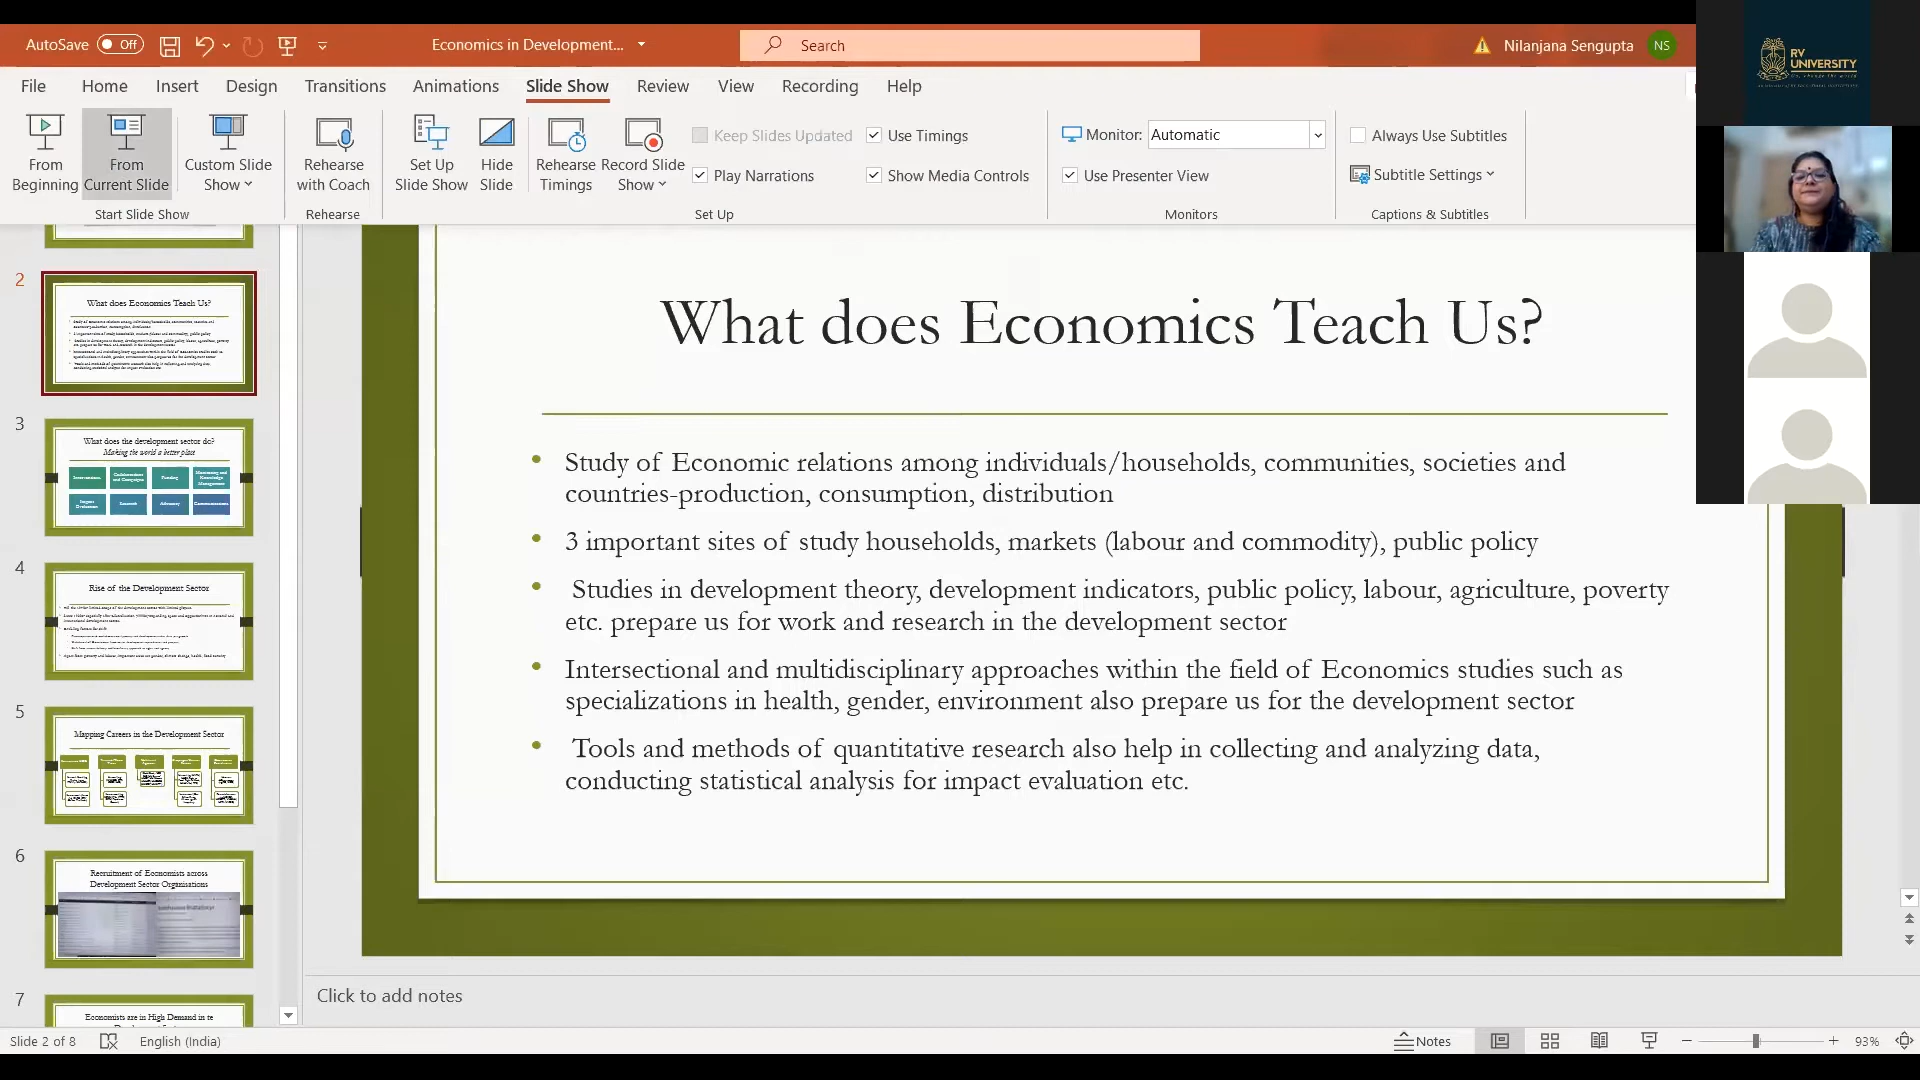 AutoSave Off
Economics in Development...
Search
Nilanjana Sengupta NS
RV
UNIVERSITY
File Home Insert Design Transitions Animations Slide Show Review View Recording Help
From Beginning
From Current Slide
Custom Slide Show
Rehearse with Coach
Set Up Slide Show
Hide Slide
Rehearse Timings
Record Slide Show
Keep Slides Updated
Use Timings
Play Narrations
Show Media Controls
Monitor: Automatic
Use Presenter View
Always Use Subtitles
Subtitle Settings
Start Slide Show
Rehearse
Set Up
Monitors
Captions & Subtitles
2
What does Economics Teach Us?
3
What does the development sector do?
Making the world a better place
4
Rise of the Development Sector
5
Mapping Careers in the Development Sector
6
Recruitment of Economists across
Development Sector Organisations
7
Economists are in High Demand in te
What does Economics Teach Us?
• Study of Economic relations among individuals/households, communities, societies and
countries-production, consumption, distribution
• 3 important sites of study households, markets (labour and commodity), public policy
• Studies in development theory, development indicators, public policy, labour, agriculture, poverty
etc. prepare us for work and research in the development sector
• Intersectional and multidisciplinary approaches within the field of Economics studies such as
specializations in health, gender, environment also prepare us for the development sector
• Tools and methods of quantitative research also help in collecting and analyzing data,
conducting statistical analysis for impact evaluation etc.
Click to add notes
Slide 2 of 8
English (India)
Notes
93%